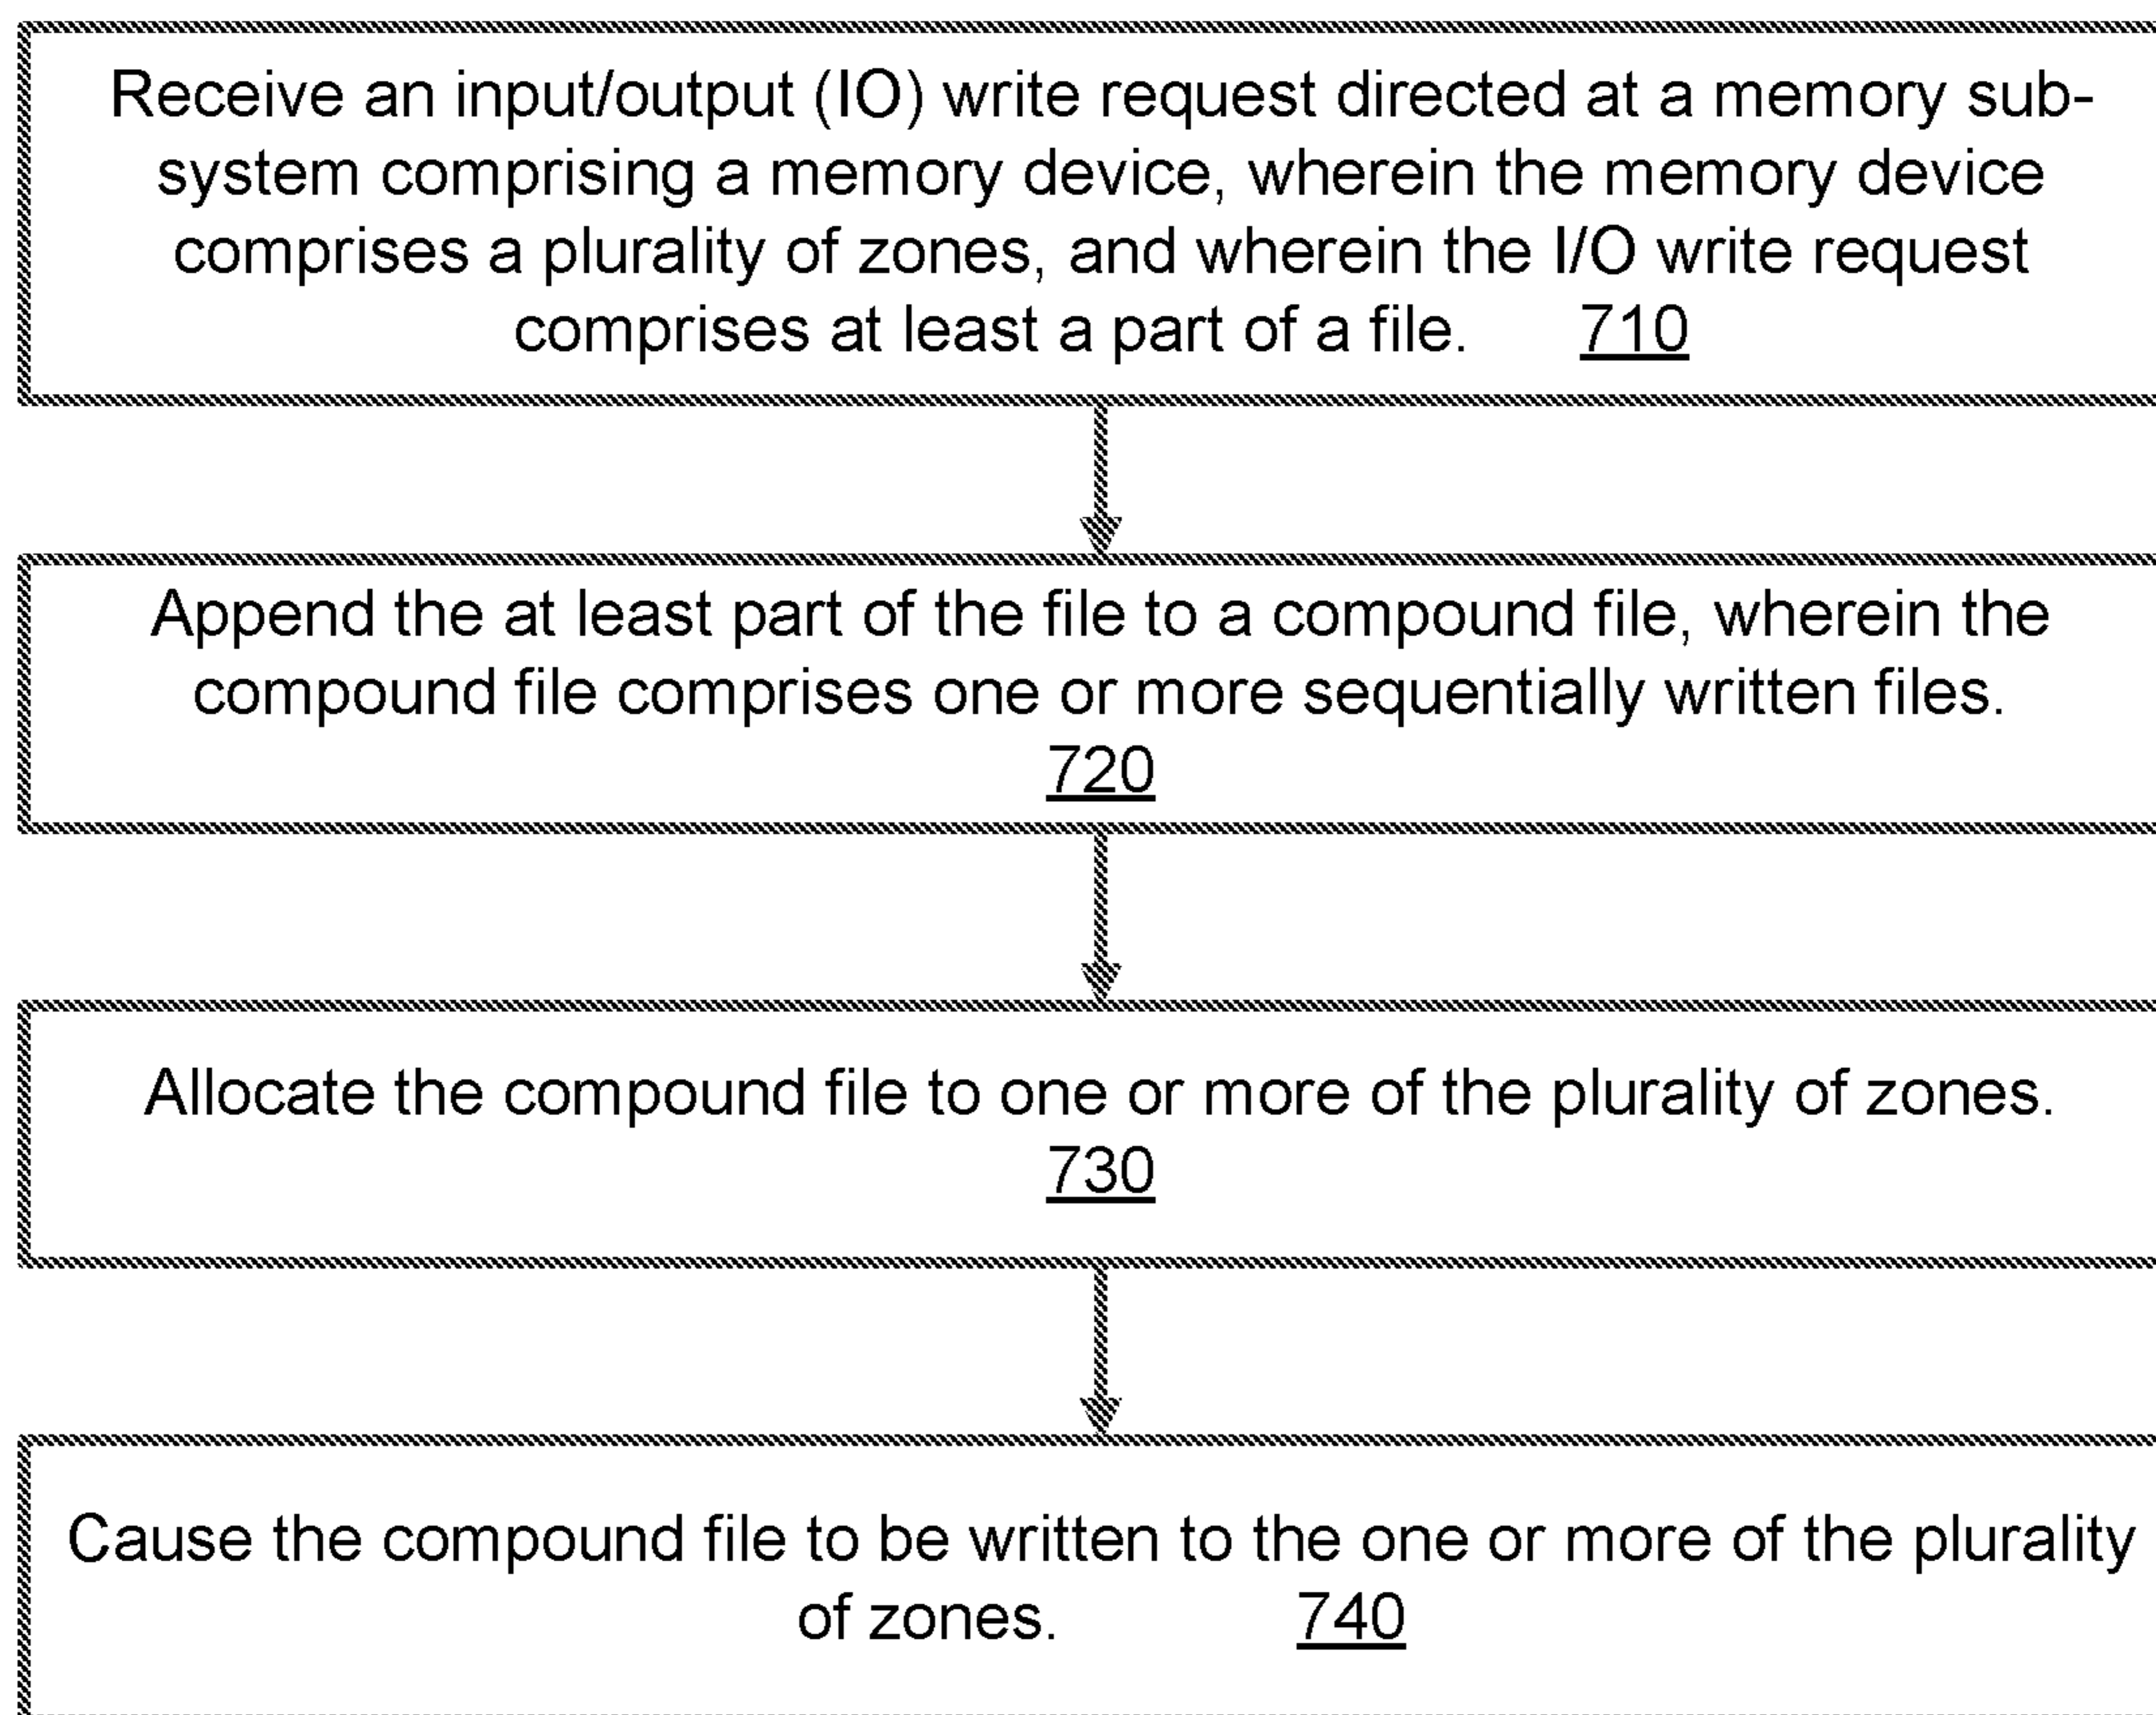 Receive an input/output (IO) write request directed at a memory sub-
system comprising a memory device, wherein the memory device
comprises a plurality of zones, and wherein the I/O write request
comprises at least a part of a file. 710
Append the at least part of the file to a compound file, wherein the
compound file comprises one or more sequentially written files.
720
Allocate the compound file to one or more of the plurality of zones.
730
Cause the compound file to be written to the one or more of the plurality
of zones. 740